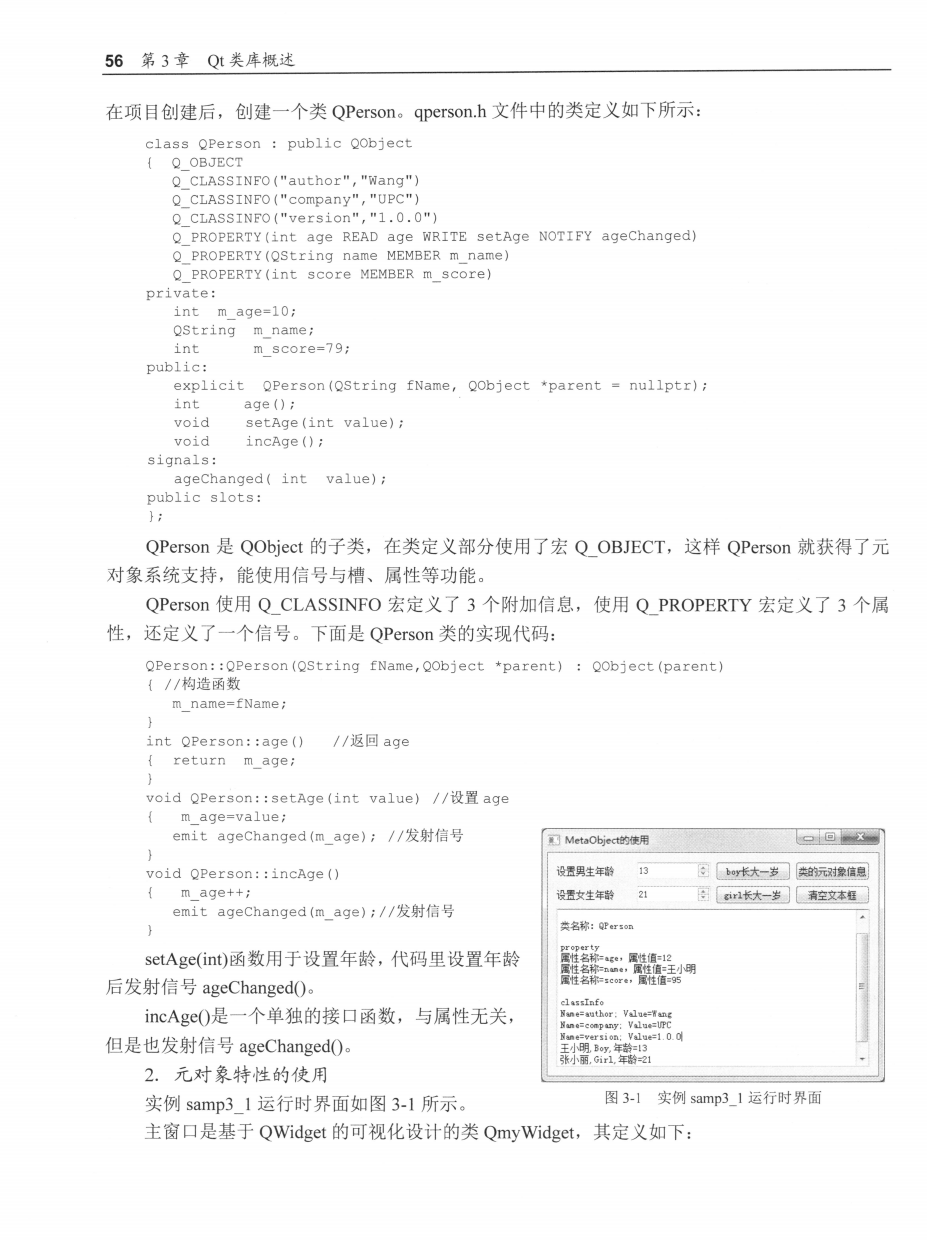 56 第 3 章 Qt 类库概述
在项目创建后，创建一个类 QPerson。qperson.h 文件中的类定义如下所示：
class QPerson : public QObject
{ Q_OBJECT
Q_CLASSINFO("author","Wang")
Q_CLASSINFO("company","UPC")
Q_CLASSINFO("version","1.0.0")
Q_PROPERTY(int age READ age WRITE setAge NOTIFY ageChanged)
Q_PROPERTY(QString name MEMBER m_name)
Q_PROPERTY(int score MEMBER m_score)
private:
int m_age=10;
QString m_name;
int m_score=79;
public:
explicit QPerson(QString fName, QObject *parent = nullptr);
int age();
void setAge(int value);
void incAge();
signals:
ageChanged( int value);
public slots:
};
QPerson 是 QObject 的子类，在类定义部分使用了宏 Q_OBJECT，这样 QPerson 就获得了元
对象系统支持，能使用信号与槽、属性等功能。
QPerson 使用 Q_CLASSINFO 宏定义了 3 个附加信息，使用 Q_PROPERTY 宏定义了 3 个属
性，还定义了一个信号。下面是 QPerson 类的实现代码：
QPerson::QPerson(QString fName,QObject *parent) : QObject(parent)
{ //构造函数
m_name=fName;
}
int QPerson::age() //返回 age
{ return m_age;
}
void QPerson::setAge(int value) //设置 age
{ m_age=value;
emit ageChanged(m_age); //发射信号
}
void QPerson::incAge()
{ m_age++;
emit ageChanged(m_age);//发射信号
}
setAge(int)函数用于设置年龄，代码里设置年龄
后发射信号 ageChanged()。
incAge()是一个单独的接口函数，与属性无关，
但是也发射信号 ageChanged()。
2．元对象特性的使用
实例 samp3_1 运行时界面如图 3-1 所示。
MetaObject的使用
设置男生年龄 13 boy长大一岁 类的元对象信息
设置女生年龄 21 girl长大一岁 清空文本框
类名称：QPerson
property
属性名称=age，属性值=12
属性名称=name，属性值=王小明
属性名称=score，属性值=95
classInfo
Name=author; Value=Wang
Name=company; Value=UPC
Name=version; Value=1.0.0
王小明,Boy,年龄=13
张小丽,Girl,年龄=21
图 3-1 实例 samp3_1 运行时界面
主窗口是基于 QWidget 的可视化设计的类 QmyWidget，其定义如下：